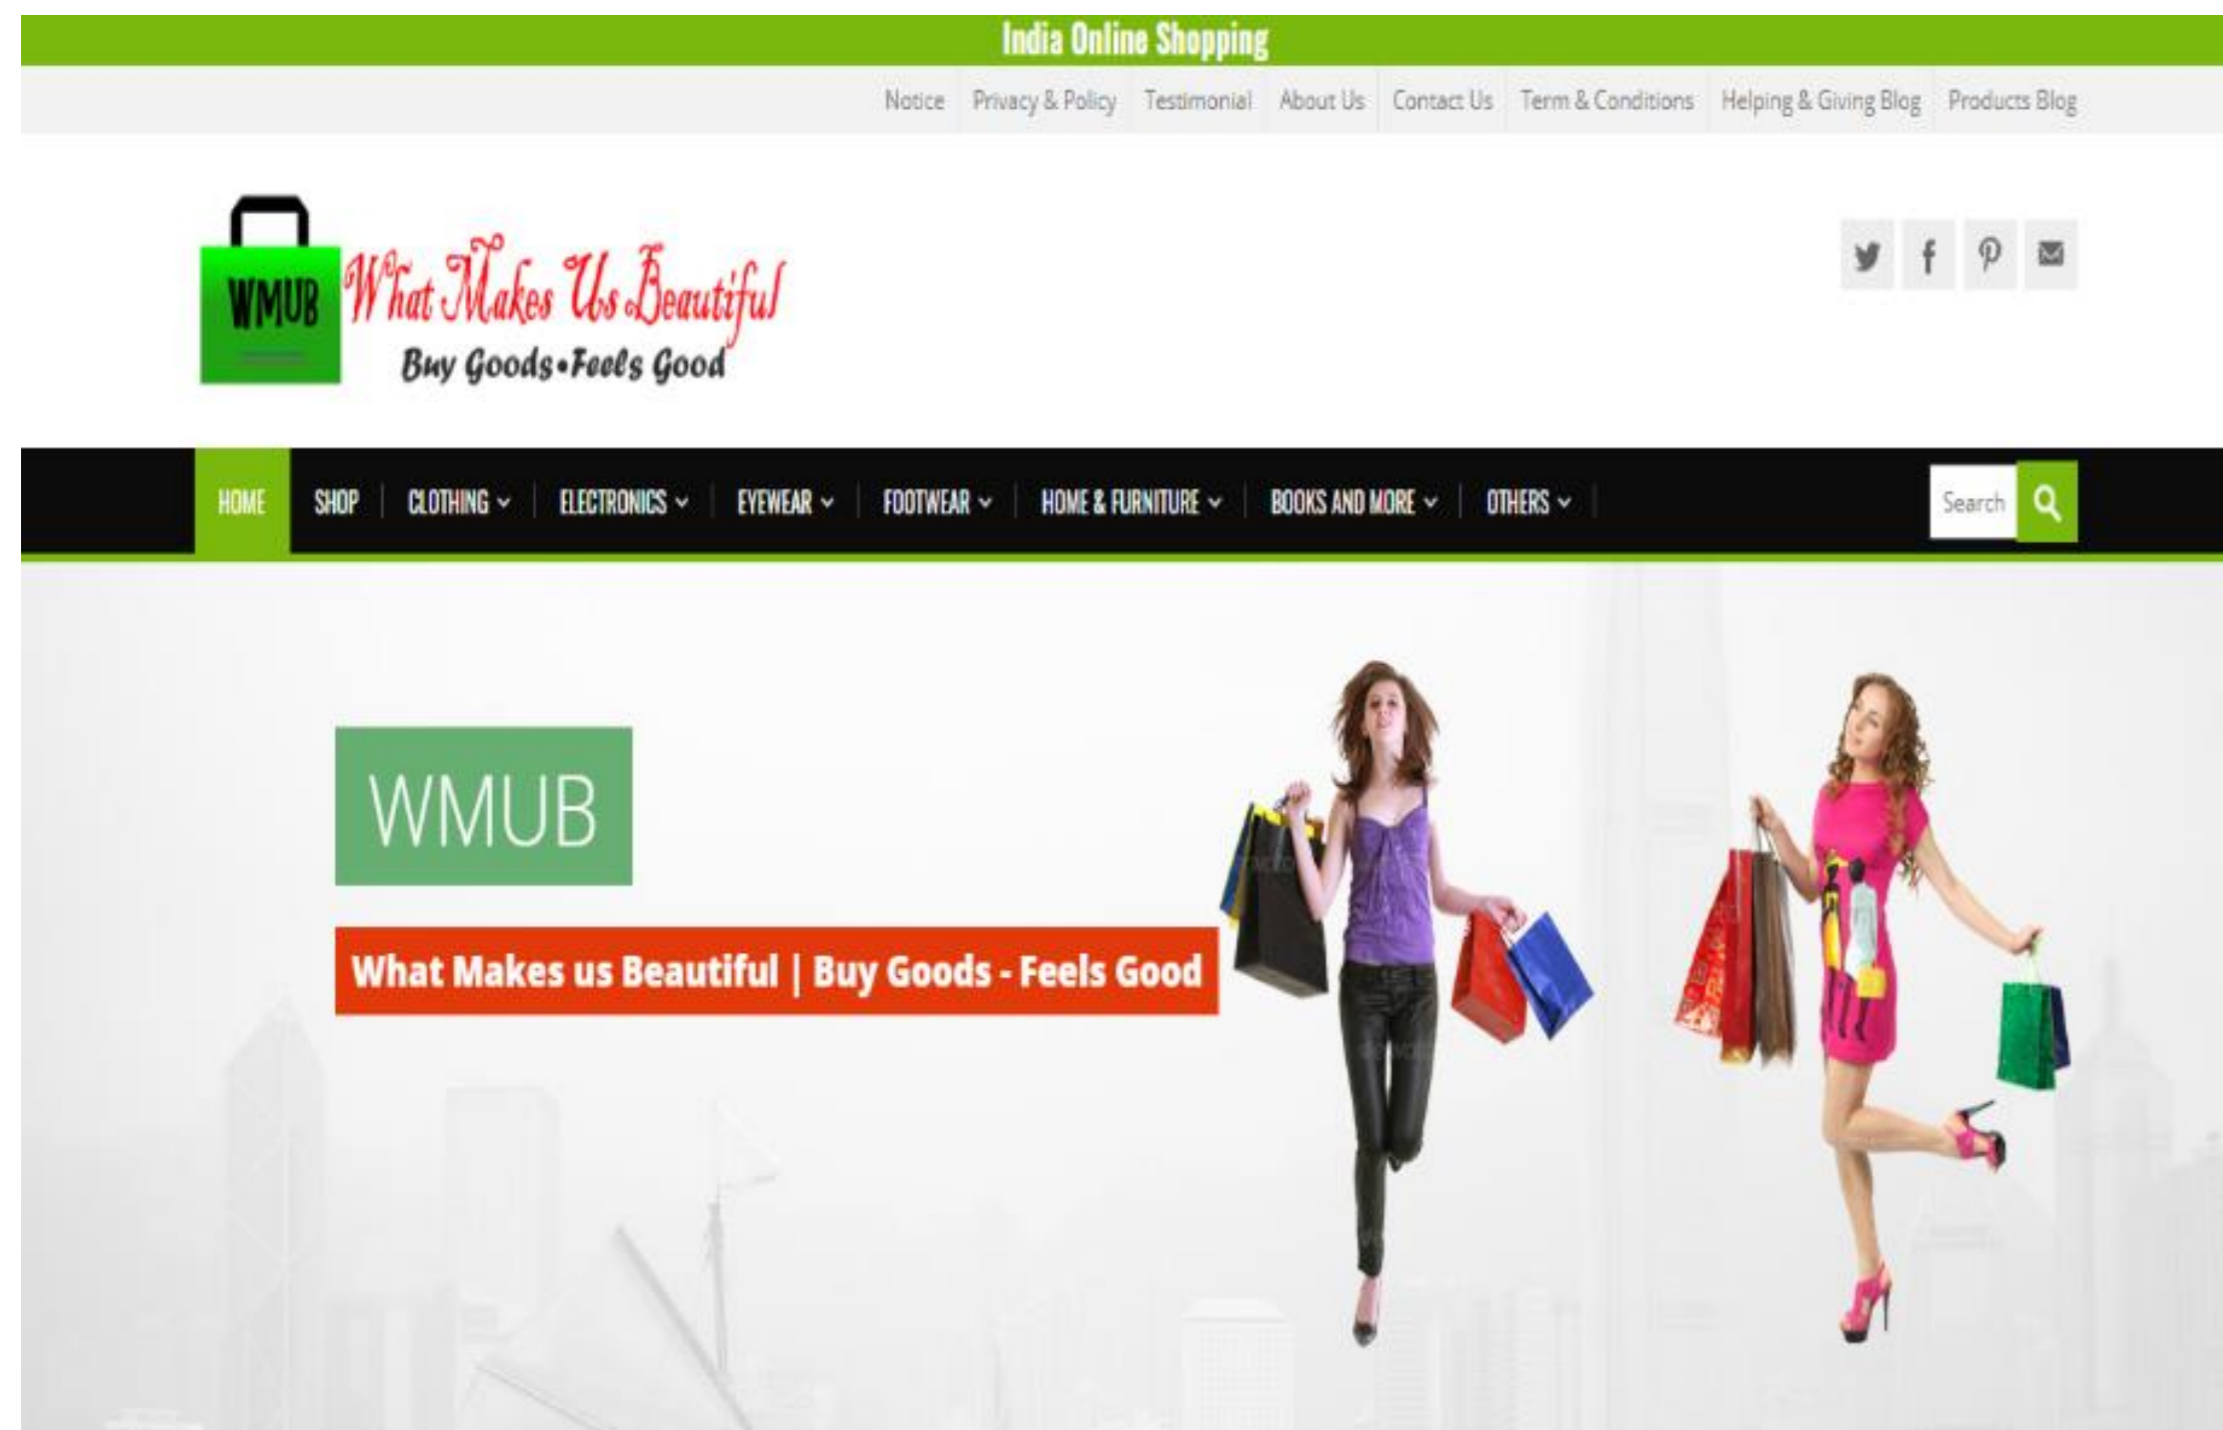 India Online Shopping
Notice Privacy & Policy Testimonial About Us Contact Us Term & Conditions Helping & Giving Blog Products Blog
WMUB
What Makes Us Beautiful
Buy Goods•Feels Good
HOME SHOP CLOTHING ELECTRONICS EYEWEAR FOOTWEAR HOME & FURNITURE BOOKS AND MORE OTHERS Search
WMUB
What Makes us Beautiful | Buy Goods - Feels Good